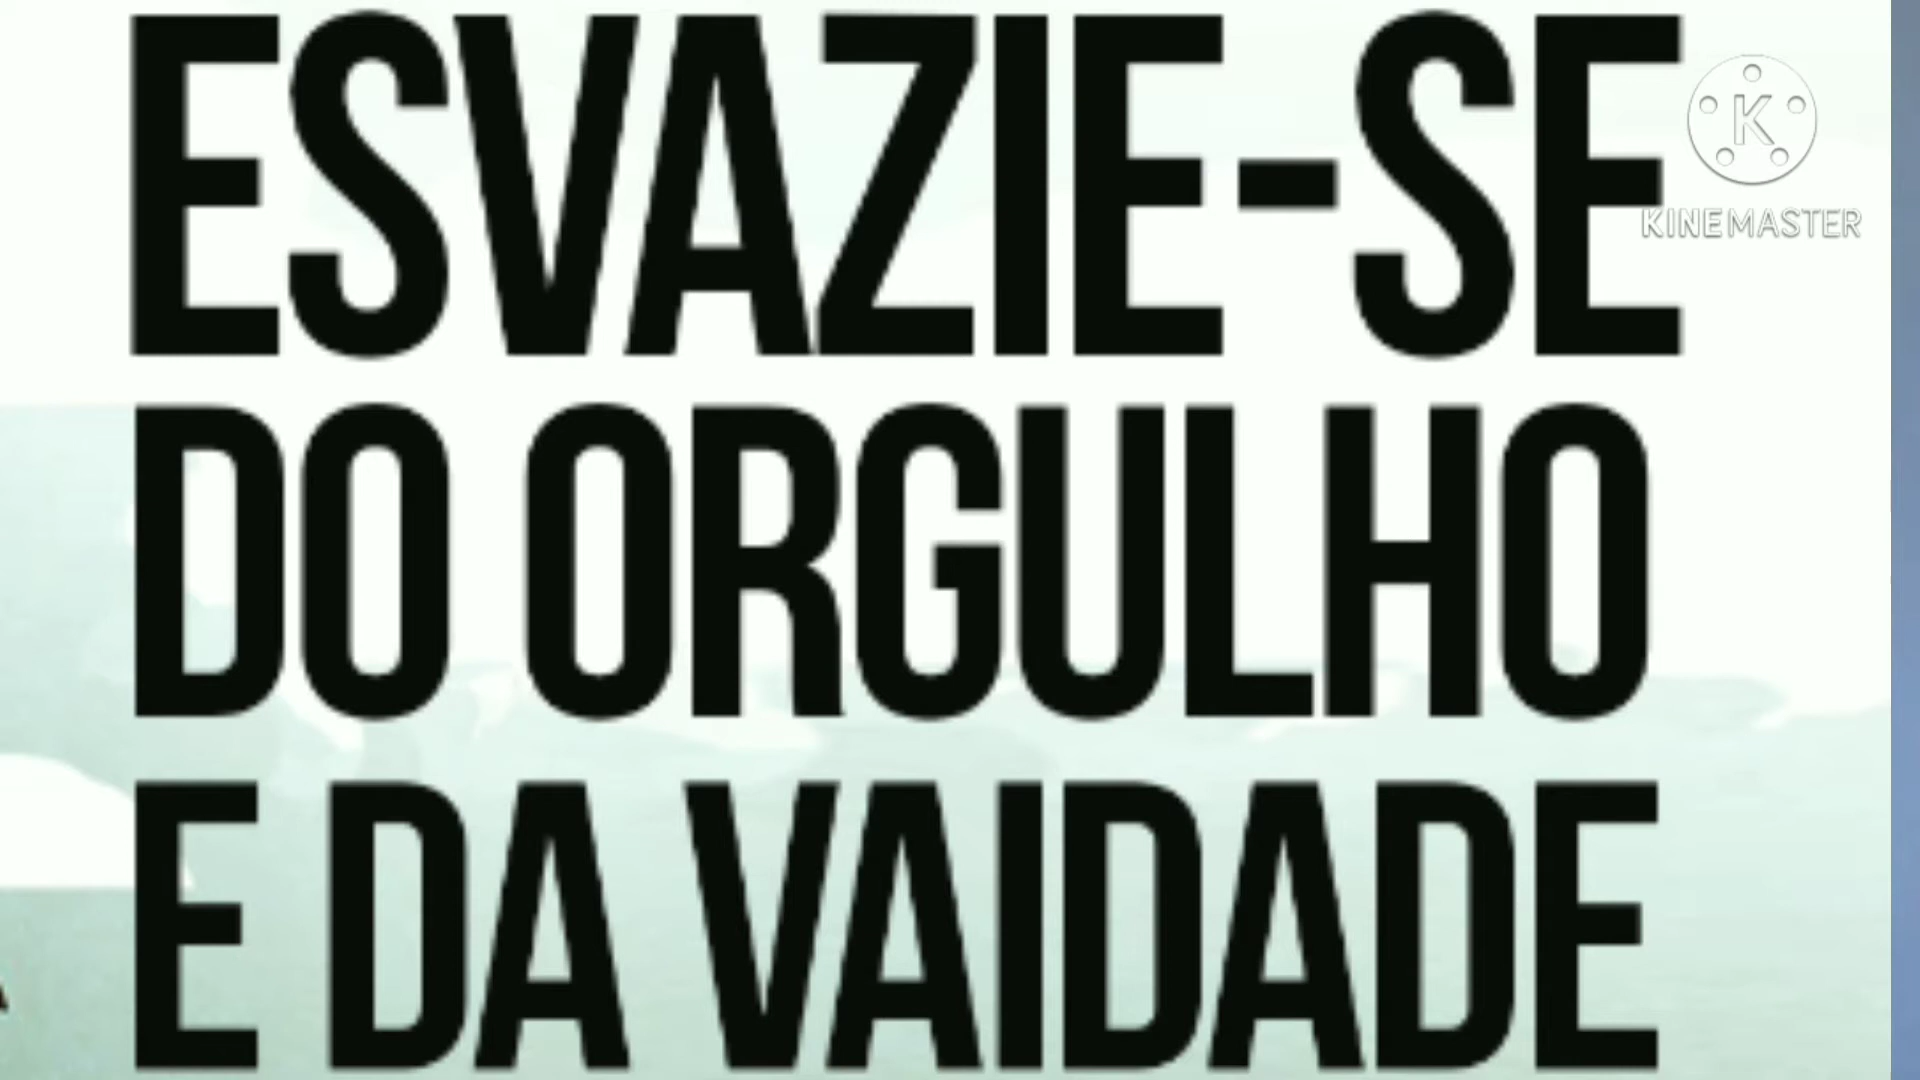 ESVAZIE-SE
K
KINEMASTER
DO ORGULHO
E DA VAIDADE